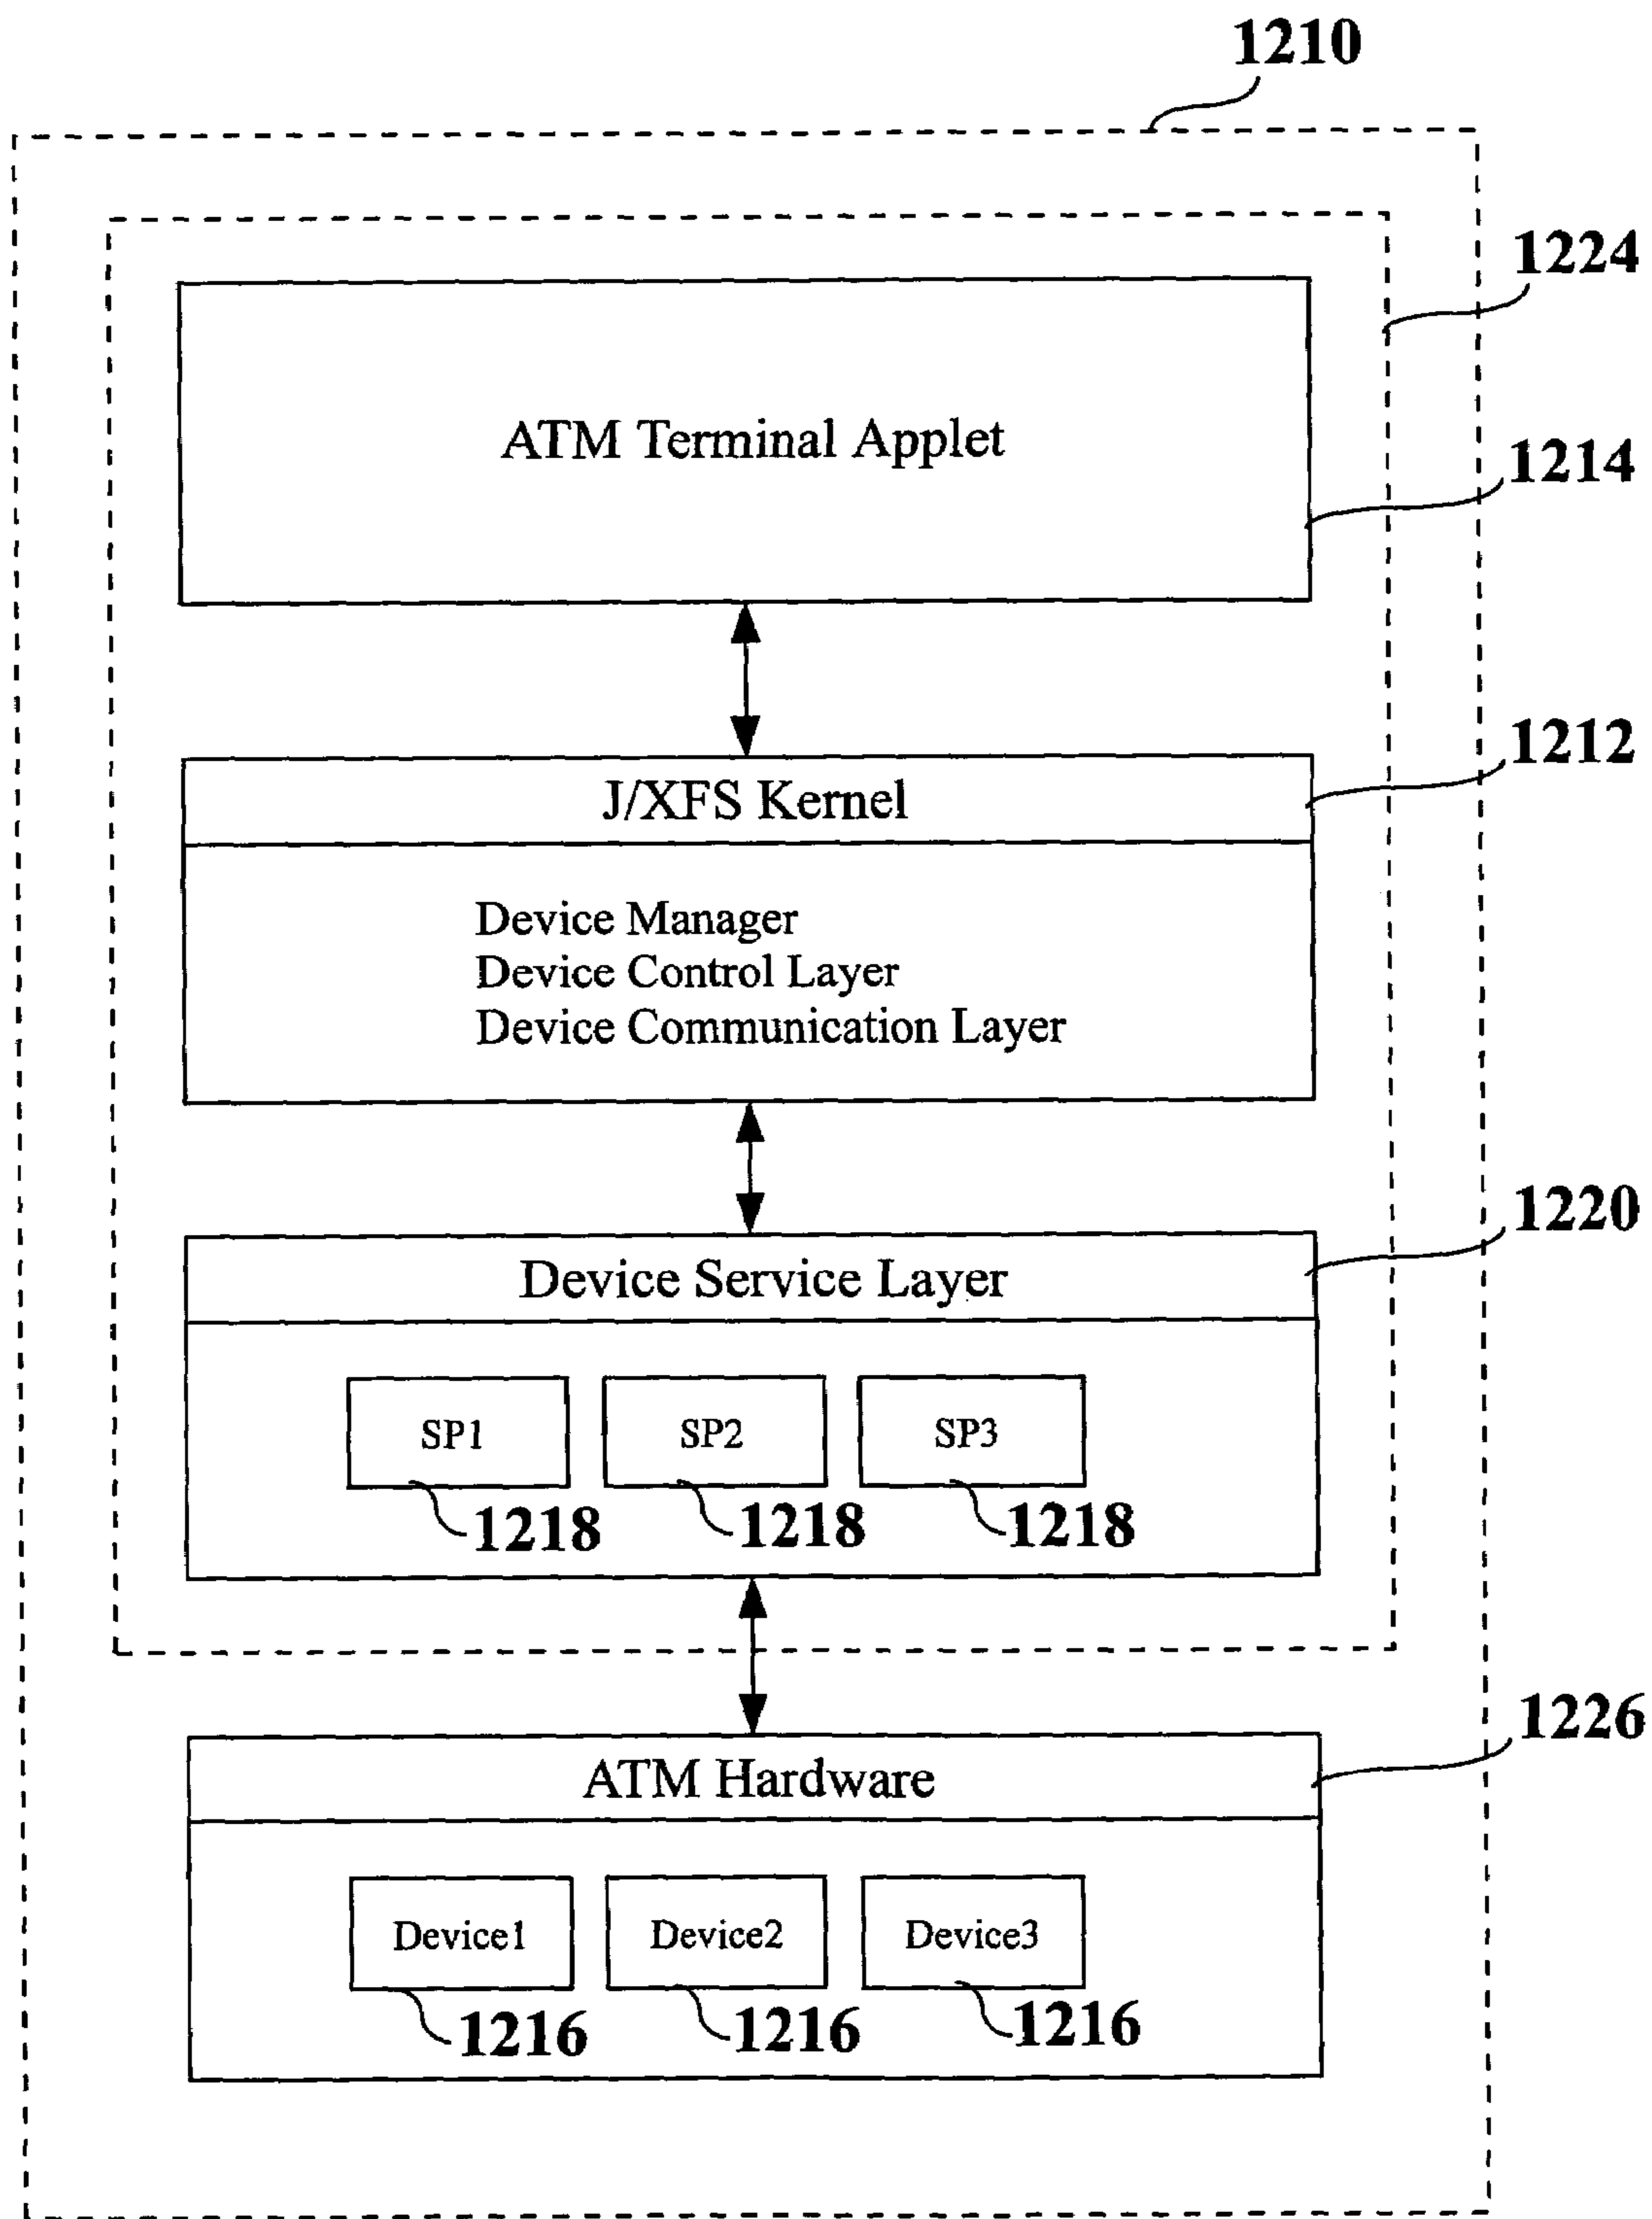 1210
1224
ATM Terminal Applet
1214
1212
J/XFS Kernel
Device Manager
Device Control Layer
Device Communication Layer
1220
Device Service Layer
SP1 SP2 SP3
1218 1218 1218
1226
ATM Hardware
Device1 Device2 Device3
1216 1216 1216